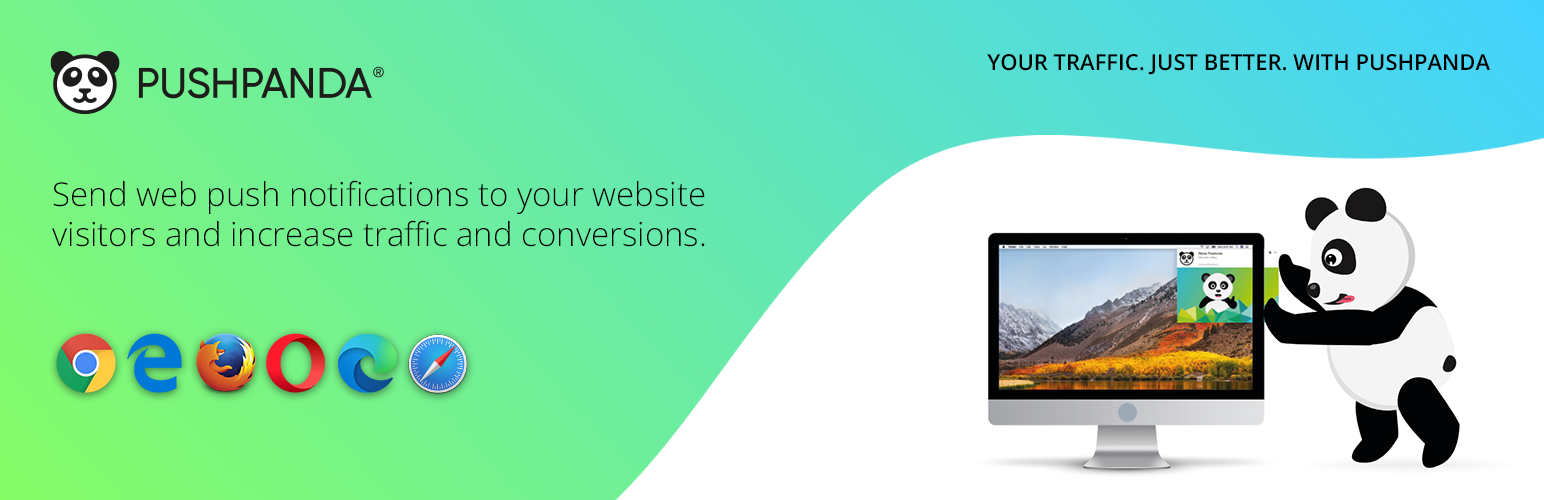 PUSHPANDA®
YOUR TRAFFIC. JUST BETTER. WITH PUSHPANDA
Send web push notifications to your website
visitors and increase traffic and conversions.